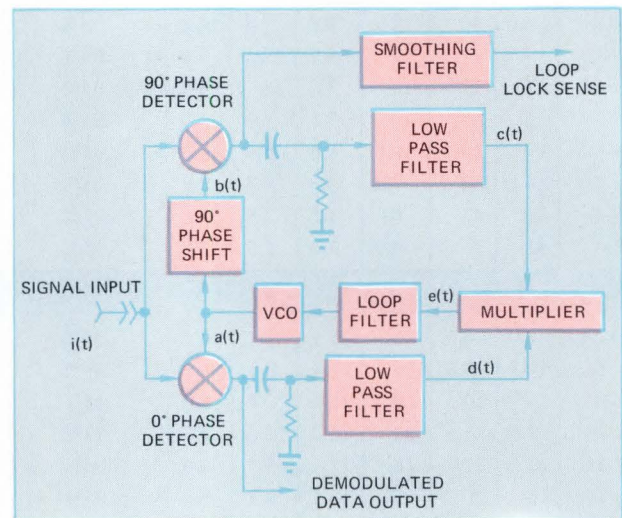 SMOOTHING
FILTER
LOOP
LOCK SENSE
90° PHASE
DETECTOR
LOW
PASS
FILTER
c(t)
b(t)
90°
PHASE
SHIFT
SIGNAL INPUT
i(t)
VCO
LOOP
FILTER
e(t)
MULTIPLIER
a(t)
LOW
PASS
FILTER
d(t)
0° PHASE
DETECTOR
DEMODULATED
DATA OUTPUT